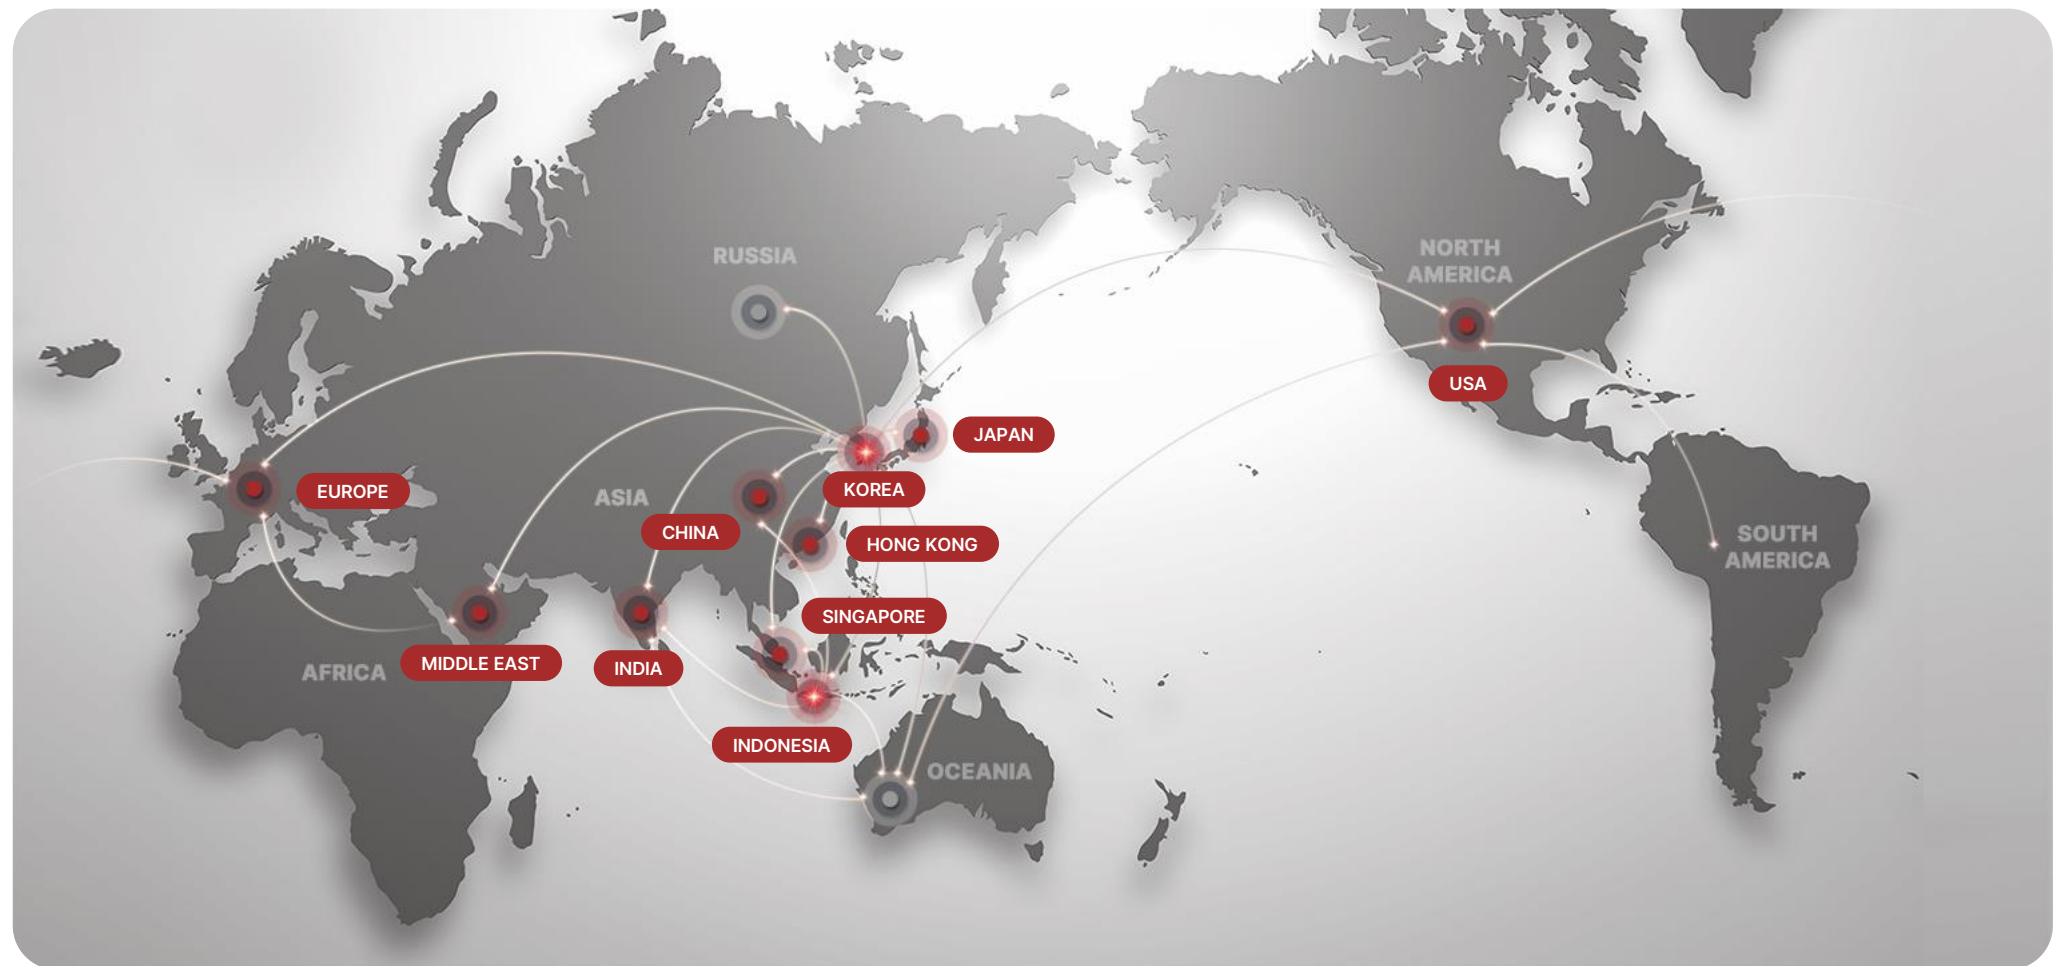 RUSSIA
NORTH
AMERICA
USA
JAPAN
EUROPE
ASIA
KOREA
CHINA
HONG KONG
SOUTH
AMERICA
SINGAPORE
AFRICA
MIDDLE EAST
INDIA
INDONESIA
OCEANIA